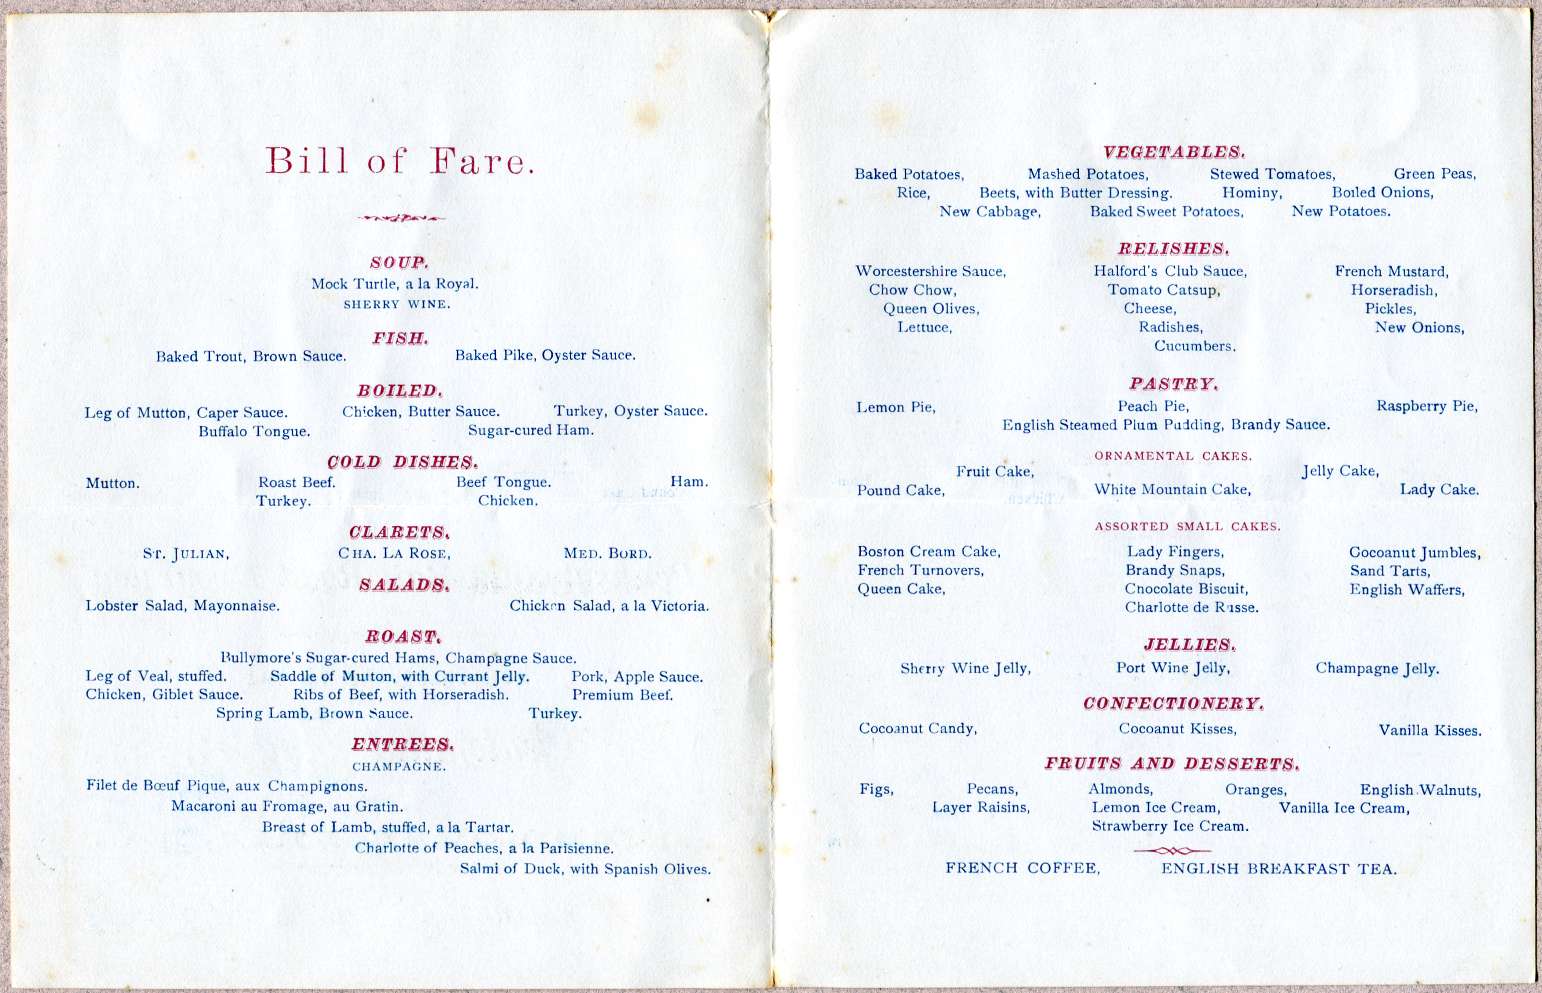 Bill of Fare.
SOUP.
Mock Turtle, a la Royal.
SHERRY WINE.
FISH.
Baked Trout, Brown Sauce. Baked Pike, Oyster Sauce.
BOILED.
Leg of Mutton, Caper Sauce. Chicken, Butter Sauce. Turkey, Oyster Sauce.
Buffalo Tongue. Sugar-cured Ham.
COLD DISHES.
Mutton. Roast Beef. Beef Tongue. Ham.
Turkey. Chicken.
CLARETS.
ST. JULIAN, CHA. LA ROSE, MED. BORD.
SALADS.
Lobster Salad, Mayonnaise. Chicken Salad, a la Victoria.
ROAST.
Bullymore's Sugar-cured Hams, Champagne Sauce.
Leg of Veal, stuffed. Saddle of Mutton, with Currant Jelly. Pork, Apple Sauce.
Chicken, Giblet Sauce. Ribs of Beef, with Horseradish. Premium Beef.
Spring Lamb, Brown Sauce. Turkey.
ENTREES.
CHAMPAGNE.
Filet de Bœuf Pique, aux Champignons.
Macaroni au Fromage, au Gratin.
Breast of Lamb, stuffed, a la Tartar.
Charlotte of Peaches, a la Parisienne.
Salmi of Duck, with Spanish Olives.
VEGETABLES.
Baked Potatoes, Mashed Potatoes, Stewed Tomatoes, Green Peas,
Rice, Beets, with Butter Dressing. Hominy, Boiled Onions,
New Cabbage, Baked Sweet Potatoes, New Potatoes.
RELISHES.
Worcestershire Sauce, Halford's Club Sauce, French Mustard,
Chow Chow, Tomato Catsup, Horseradish,
Queen Olives, Cheese, Pickles,
Lettuce, Radishes, New Onions,
Cucumbers.
PASTRY.
Lemon Pie, Peach Pie, Raspberry Pie,
English Steamed Plum Pudding, Brandy Sauce.
ORNAMENTAL CAKES.
Fruit Cake, Jelly Cake,
Pound Cake, White Mountain Cake, Lady Cake.
ASSORTED SMALL CAKES.
Boston Cream Cake, Lady Fingers, Cocoanut Jumbles,
French Turnovers, Brandy Snaps, Sand Tarts,
Queen Cake, Chocolate Biscuit, English Waffers,
Charlotte de Russe.
JELLIES.
Sherry Wine Jelly, Port Wine Jelly, Champagne Jelly.
CONFECTIONERY.
Cocoanut Candy, Cocoanut Kisses, Vanilla Kisses.
FRUITS AND DESSERTS.
Figs, Pecans, Almonds, Oranges, English Walnuts,
Layer Raisins, Lemon Ice Cream, Vanilla Ice Cream,
Strawberry Ice Cream.
FRENCH COFFEE, ENGLISH BREAKFAST TEA.